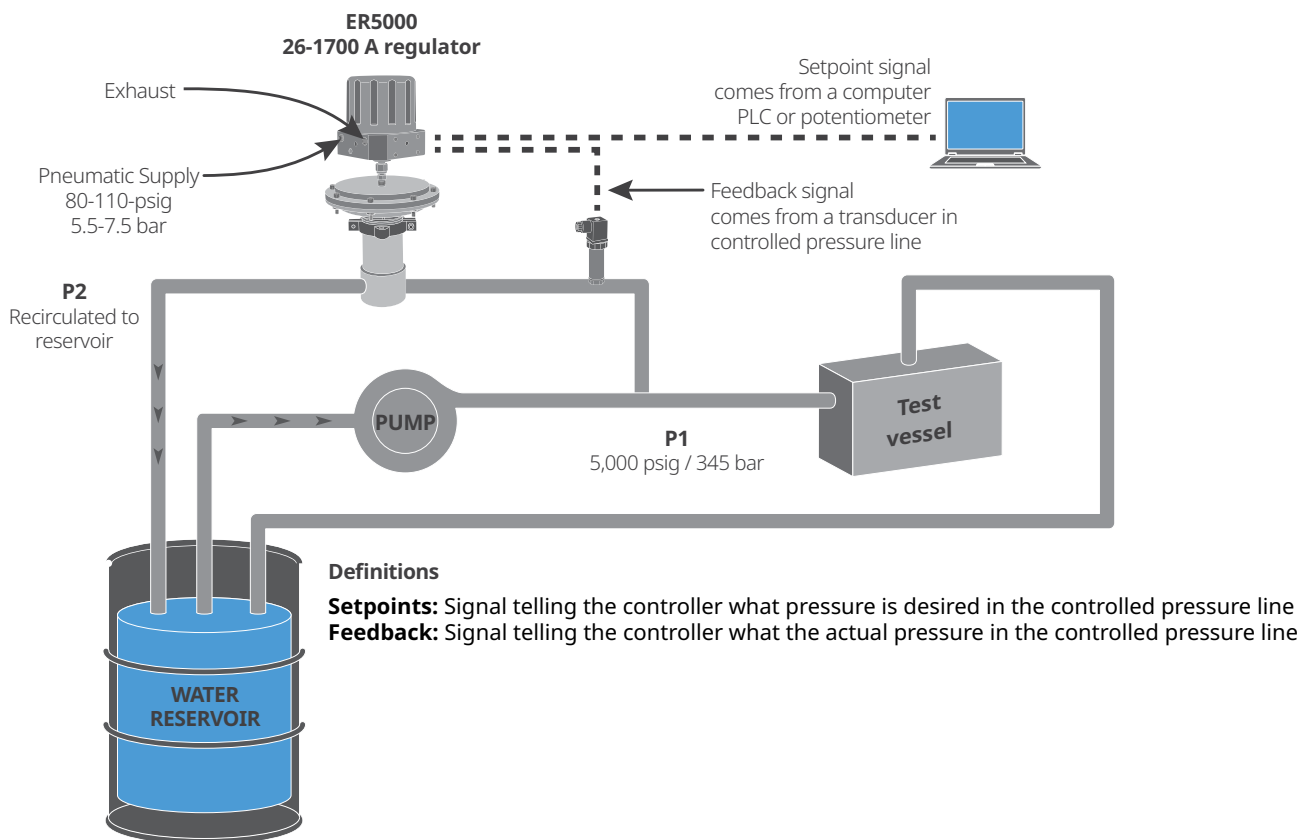 ER5000
26-1700 A regulator
Exhaust
Pneumatic Supply
80-110-psig
5.5-7.5 bar
Setpoint signal
comes from a computer
PLC or potentiometer
Feedback signal
comes from a transducer in
controlled pressure line
P2
Recirculated to
reservoir
PUMP
P1
5,000 psig / 345 bar
Test
vessel
WATER
RESERVOIR
Definitions
Setpoints: Signal telling the controller what pressure is desired in the controlled pressure line
Feedback: Signal telling the controller what the actual pressure in the controlled pressure line